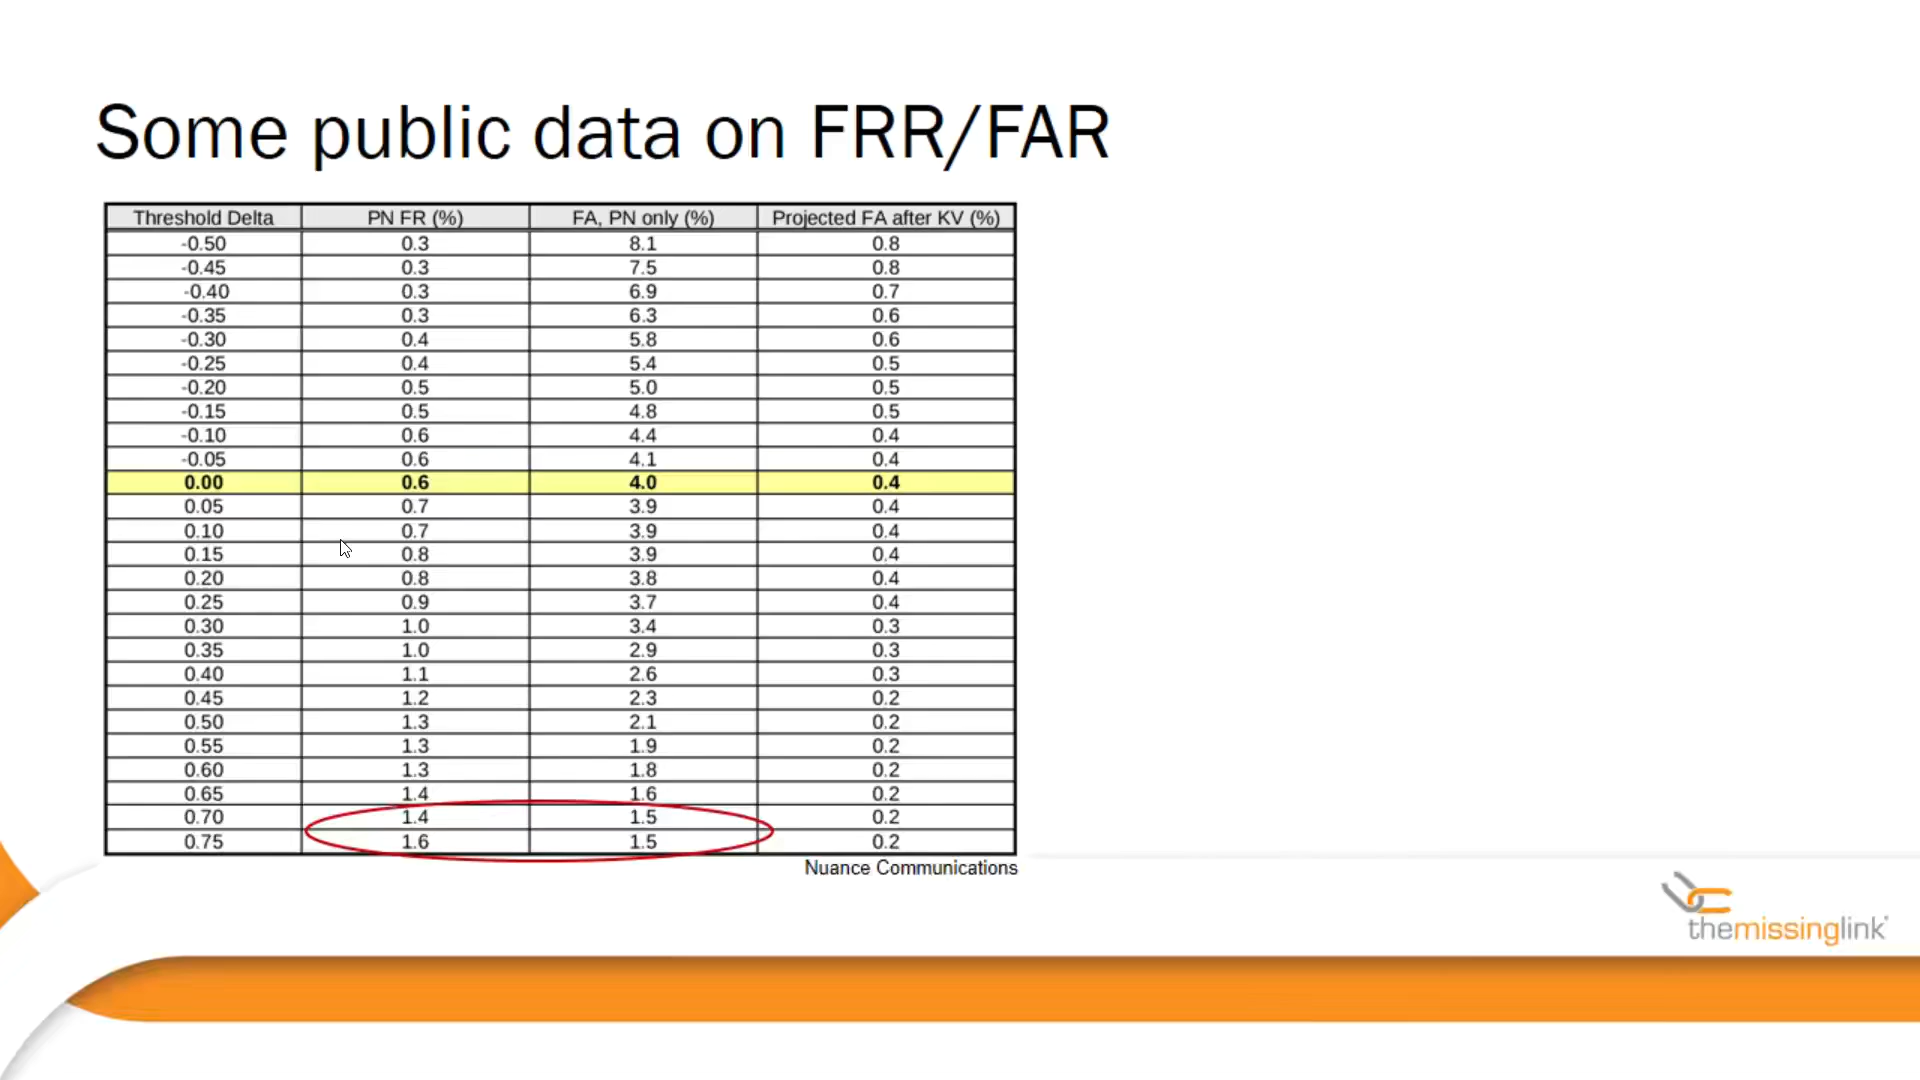 Some public data on FRR/FAR
Threshold Delta PN FR (%) FA, PN only (%) Projected FA after KV (%)
-0.50 0.3 8.1 0.8
-0.45 0.3 7.5 0.8
-0.40 0.3 6.9 0.7
-0.35 0.3 6.3 0.6
-0.30 0.4 5.8 0.6
-0.25 0.4 5.4 0.5
-0.20 0.5 5.0 0.5
-0.15 0.5 4.8 0.5
-0.10 0.6 4.4 0.4
-0.05 0.6 4.1 0.4
0.00 0.6 4.0 0.4
0.05 0.7 3.9 0.4
0.10 0.7 3.9 0.4
0.15 0.8 3.9 0.4
0.20 0.8 3.8 0.4
0.25 0.9 3.7 0.4
0.30 1.0 3.4 0.3
0.35 1.0 2.9 0.3
0.40 1.1 2.6 0.3
0.45 1.2 2.3 0.2
0.50 1.3 2.1 0.2
0.55 1.3 1.9 0.2
0.60 1.3 1.8 0.2
0.65 1.4 1.6 0.2
0.70 1.4 1.5 0.2
0.75 1.6 1.5 0.2
Nuance Communications
themissinglink